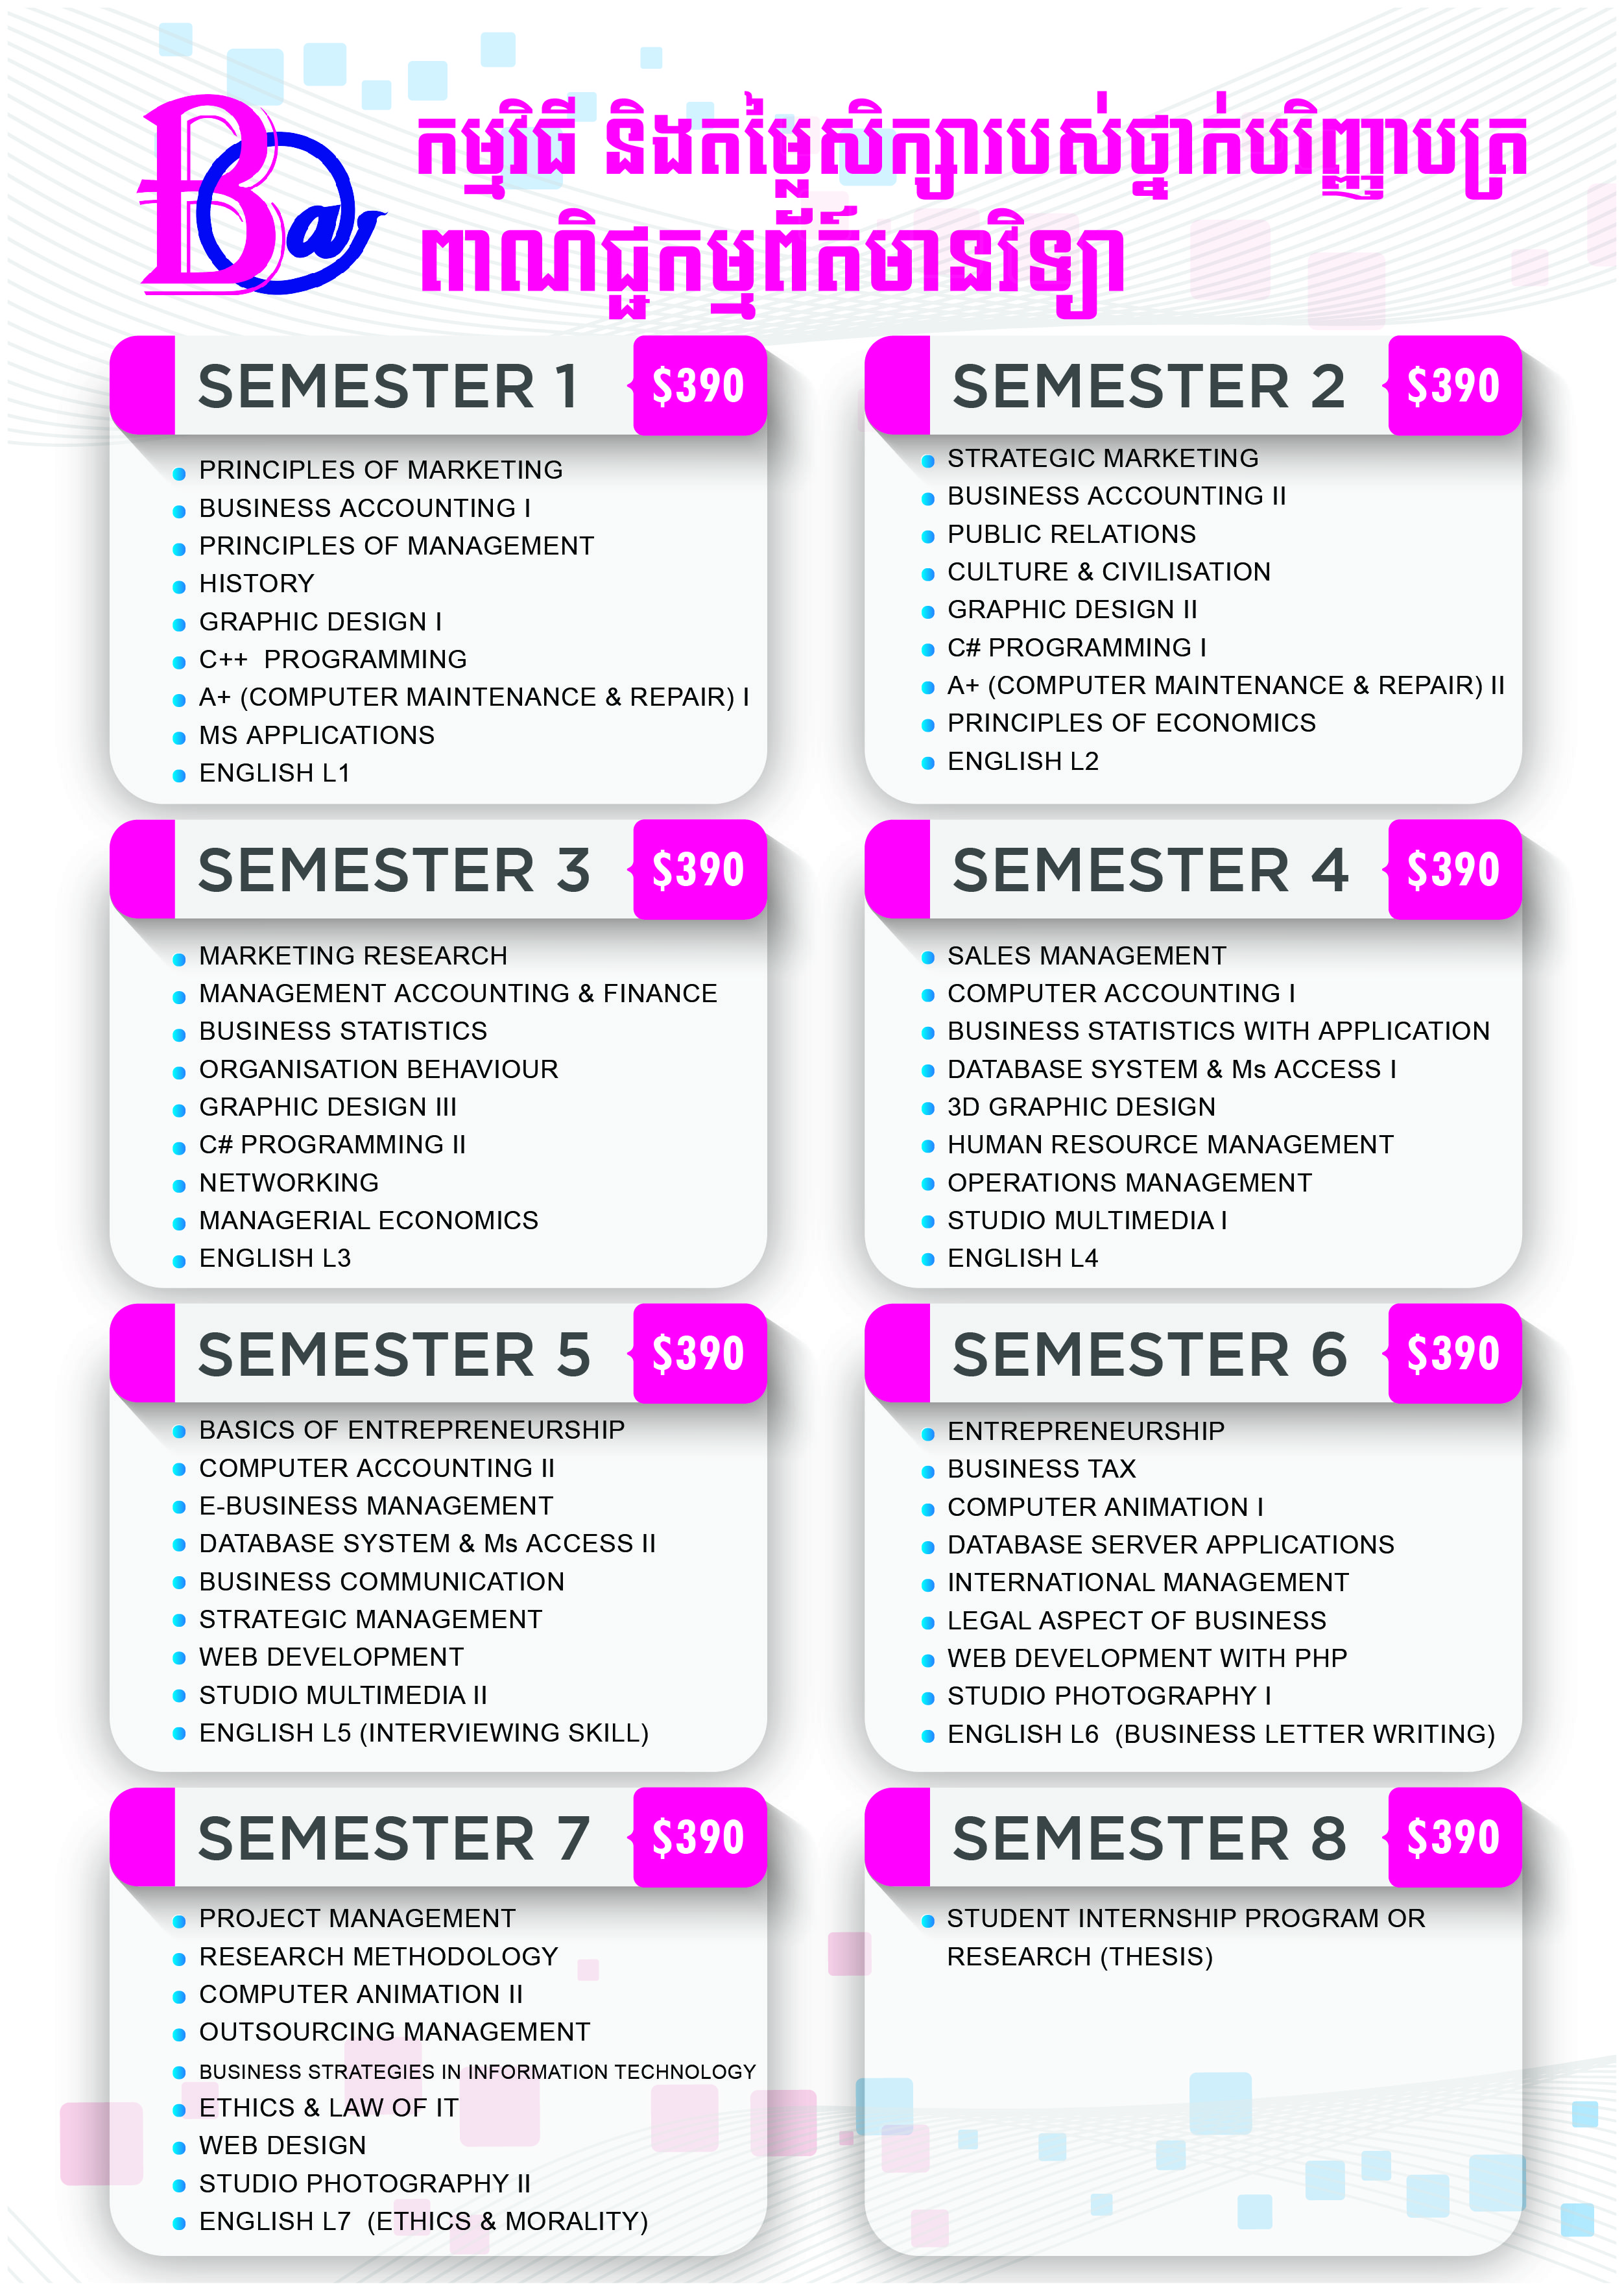 Ba
កម្មវិធី និងតម្លៃសិក្សារបស់ថ្នាក់បរិញ្ញាបត្រ
ពាណិជ្ជកម្មព័ត៌មានវិទ្យា
SEMESTER 1 $390
PRINCIPLES OF MARKETING
BUSINESS ACCOUNTING I
PRINCIPLES OF MANAGEMENT
HISTORY
GRAPHIC DESIGN I
C++ PROGRAMMING
A+ (COMPUTER MAINTENANCE & REPAIR) I
MS APPLICATIONS
ENGLISH L1
SEMESTER 2 $390
STRATEGIC MARKETING
BUSINESS ACCOUNTING II
PUBLIC RELATIONS
CULTURE & CIVILISATION
GRAPHIC DESIGN II
C# PROGRAMMING I
A+ (COMPUTER MAINTENANCE & REPAIR) II
PRINCIPLES OF ECONOMICS
ENGLISH L2
SEMESTER 3 $390
MARKETING RESEARCH
MANAGEMENT ACCOUNTING & FINANCE
BUSINESS STATISTICS
ORGANISATION BEHAVIOUR
GRAPHIC DESIGN III
C# PROGRAMMING II
NETWORKING
MANAGERIAL ECONOMICS
ENGLISH L3
SEMESTER 4 $390
SALES MANAGEMENT
COMPUTER ACCOUNTING I
BUSINESS STATISTICS WITH APPLICATION
DATABASE SYSTEM & Ms ACCESS I
3D GRAPHIC DESIGN
HUMAN RESOURCE MANAGEMENT
OPERATIONS MANAGEMENT
STUDIO MULTIMEDIA I
ENGLISH L4
SEMESTER 5 $390
BASICS OF ENTREPRENEURSHIP
COMPUTER ACCOUNTING II
E-BUSINESS MANAGEMENT
DATABASE SYSTEM & Ms ACCESS II
BUSINESS COMMUNICATION
STRATEGIC MANAGEMENT
WEB DEVELOPMENT
STUDIO MULTIMEDIA II
ENGLISH L5 (INTERVIEWING SKILL)
SEMESTER 6 $390
ENTREPRENEURSHIP
BUSINESS TAX
COMPUTER ANIMATION I
DATABASE SERVER APPLICATIONS
INTERNATIONAL MANAGEMENT
LEGAL ASPECT OF BUSINESS
WEB DEVELOPMENT WITH PHP
STUDIO PHOTOGRAPHY I
ENGLISH L6 (BUSINESS LETTER WRITING)
SEMESTER 7 $390
PROJECT MANAGEMENT
RESEARCH METHODOLOGY
COMPUTER ANIMATION II
OUTSOURCING MANAGEMENT
BUSINESS STRATEGIES IN INFORMATION TECHNOLOGY
ETHICS & LAW OF IT
WEB DESIGN
STUDIO PHOTOGRAPHY II
ENGLISH L7 (ETHICS & MORALITY)
SEMESTER 8 $390
STUDENT INTERNSHIP PROGRAM OR
RESEARCH (THESIS)